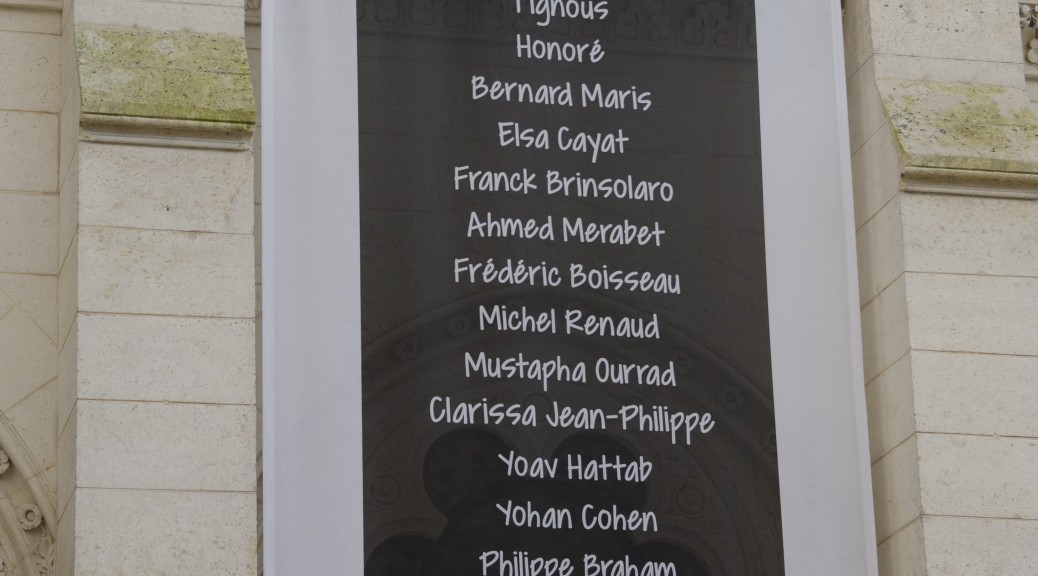 Tignous
Honoré
Bernard Maris
Elsa Cayat
Franck Brinsolaro
Ahmed Merabet
Frédéric Boisseau
Michel Renaud
Mustapha Ourrad
Clarissa Jean-Philippe
Yoav Hattab
Yohan Cohen
Philippe Braham